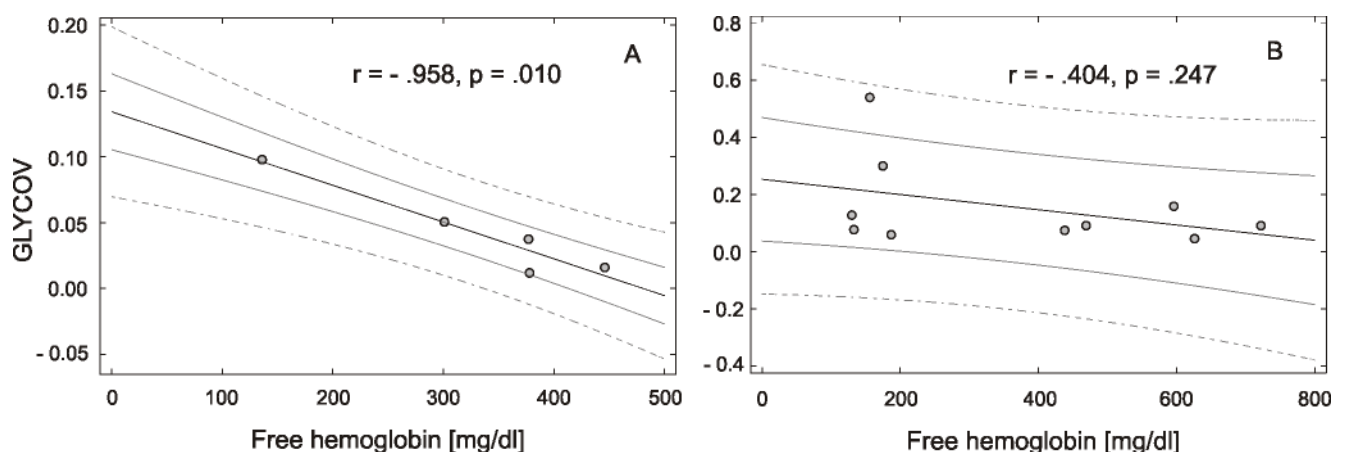 A
r = - .958, p = .010
GLYCOV
0.20
0.15
0.10
0.05
0.00
- 0.05
0 100 200 300 400 500
Free hemoglobin [mg/dl]
B
r = - .404, p = .247
0.8
0.6
0.4
0.2
0.0
- 0.2
- 0.4
0 200 400 600 800
Free hemoglobin [mg/dl]